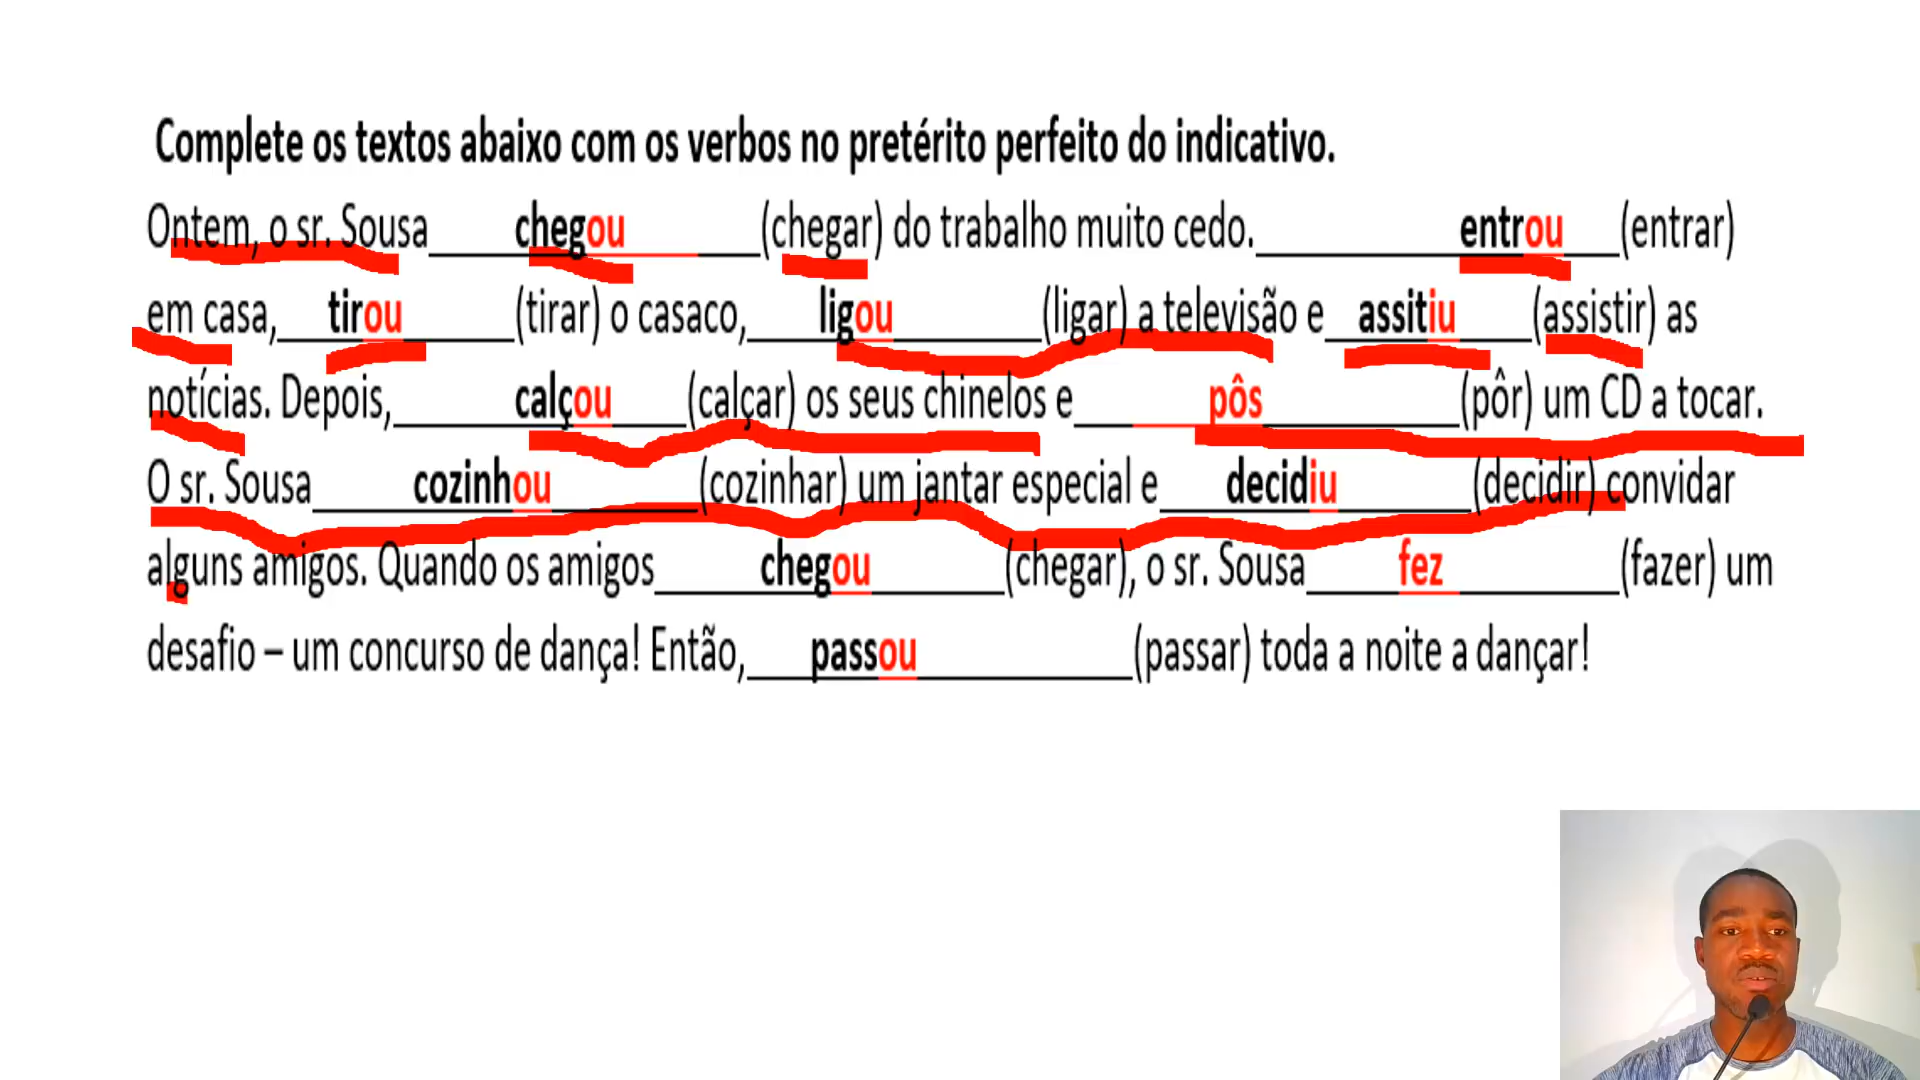 Complete os textos abaixo com os verbos no pretérito perfeito do indicativo.
Ontem, o sr. Sousa chegou (chegar) do trabalho muito cedo. entrou (entrar)
em casa, tirou (tirar) o casaco, ligou (ligar) a televisão e assitiu (assistir) as
notícias. Depois, calçou (calçar) os seus chinelos e pôs (pôr) um CD a tocar.
O sr. Sousa cozinhou (cozinhar) um jantar especial e decidiu (decidir) convidar
alguns amigos. Quando os amigos chegou (chegar), o sr. Sousa fez (fazer) um
desafio – um concurso de dança! Então, passou (passar) toda a noite a dançar!